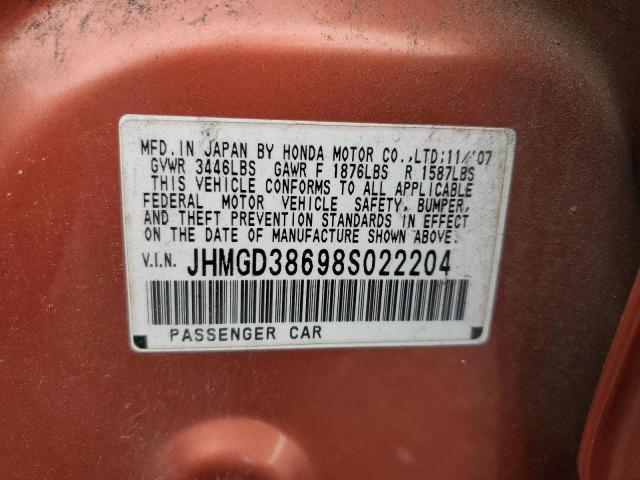 MFD. IN JAPAN BY HONDA MOTOR CO., LTD; 11/'07
GVWR 3446LBS GAWR F 1876LBS R 1587LBS
THIS VEHICLE CONFORMS TO ALL APPLICABLE
FEDERAL MOTOR VEHICLE SAFETY, BUMPER,
AND THEFT PREVENTION STANDARDS IN EFFECT
ON THE DATE OF MANUFACTURE SHOWN ABOVE.
V.I.N. JHMGD38698S022204
PASSENGER CAR